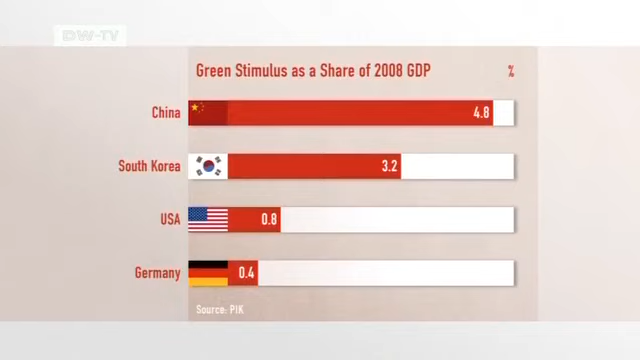 DW-TV
Green Stimulus as a Share of 2008 GDP %
China 4.8
South Korea 3.2
USA 0.8
Germany 0.4
Source: PIK